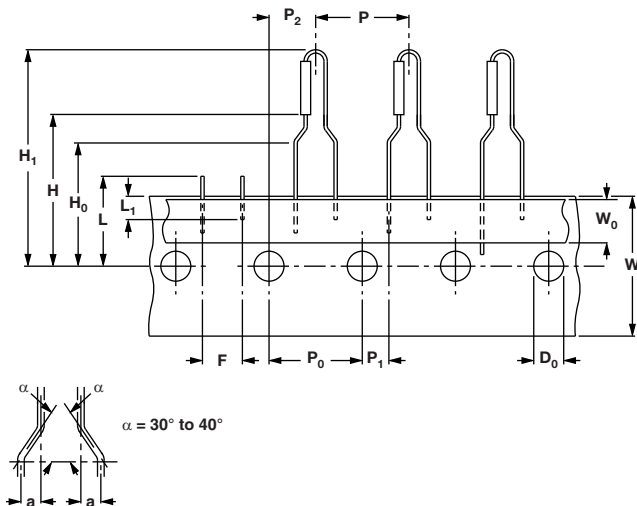 P₂ P
H₁
H
H₀
L
L₁
W₀
W
F P₀ P₁ D₀
α α
α = 30° to 40°
a a